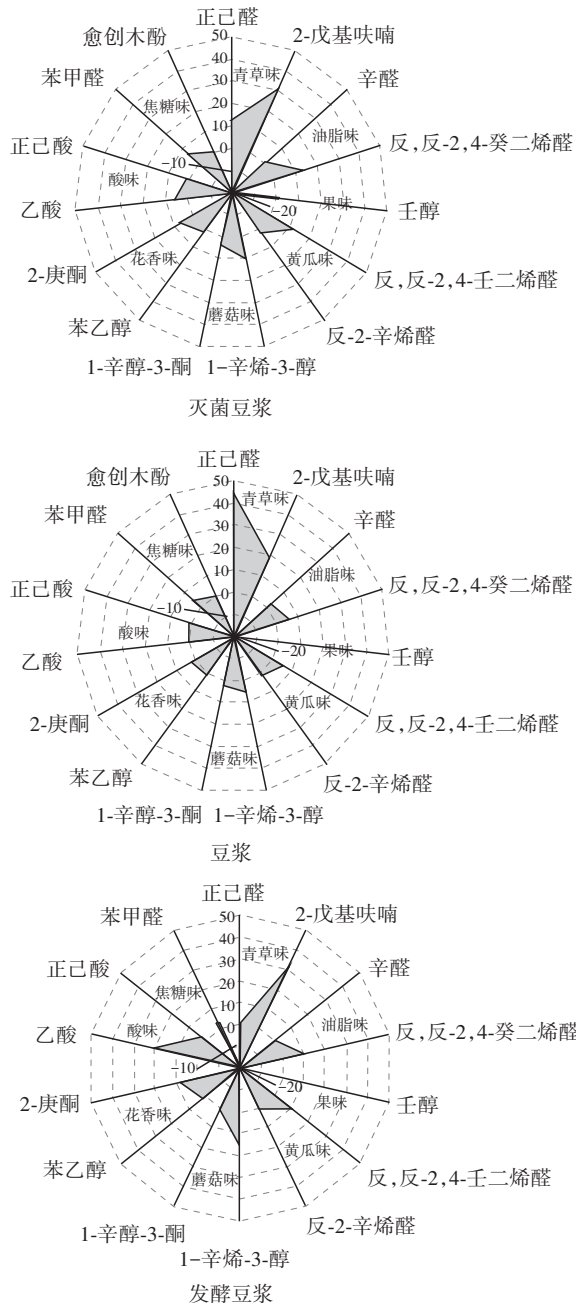 正己醛
愈创木酚 50 2-戊基呋喃
苯甲醛 40 青草味 辛醛
30
焦糖味 20 油脂味
正己酸 10 反,反-2,4-癸二烯醛
0
酸味 -10 果味
乙酸 -20 壬醇
2-庚酮 花香味 黄瓜味 反,反-2,4-壬二烯醛
苯乙醇 蘑菇味 反-2-辛烯醛
1-辛醇-3-酮 1-辛烯-3-醇
灭菌豆浆
正己醛
愈创木酚 50 2-戊基呋喃
苯甲醛 40 青草味 辛醛
30
焦糖味 20 油脂味
正己酸 10 反,反-2,4-癸二烯醛
0
-10
酸味 -20 果味
乙酸 壬醇
2-庚酮 花香味 黄瓜味 反,反-2,4-壬二烯醛
苯乙醇 蘑菇味 反-2-辛烯醛
1-辛醇-3-酮 1-辛烯-3-醇
豆浆
正己醛
苯甲醛 50 2-戊基呋喃
40 青草味
正己酸 30 辛醛
焦糖味 20
乙酸 酸味 10 油脂味 反,反-2,4-癸二烯醛
0
-10
-20
2-庚酮 花香味 果味 壬醇
苯乙醇 蘑菇味 黄瓜味 反,反-2,4-壬二烯醛
1-辛醇-3-酮 反-2-辛烯醛
1-辛烯-3-醇
发酵豆浆